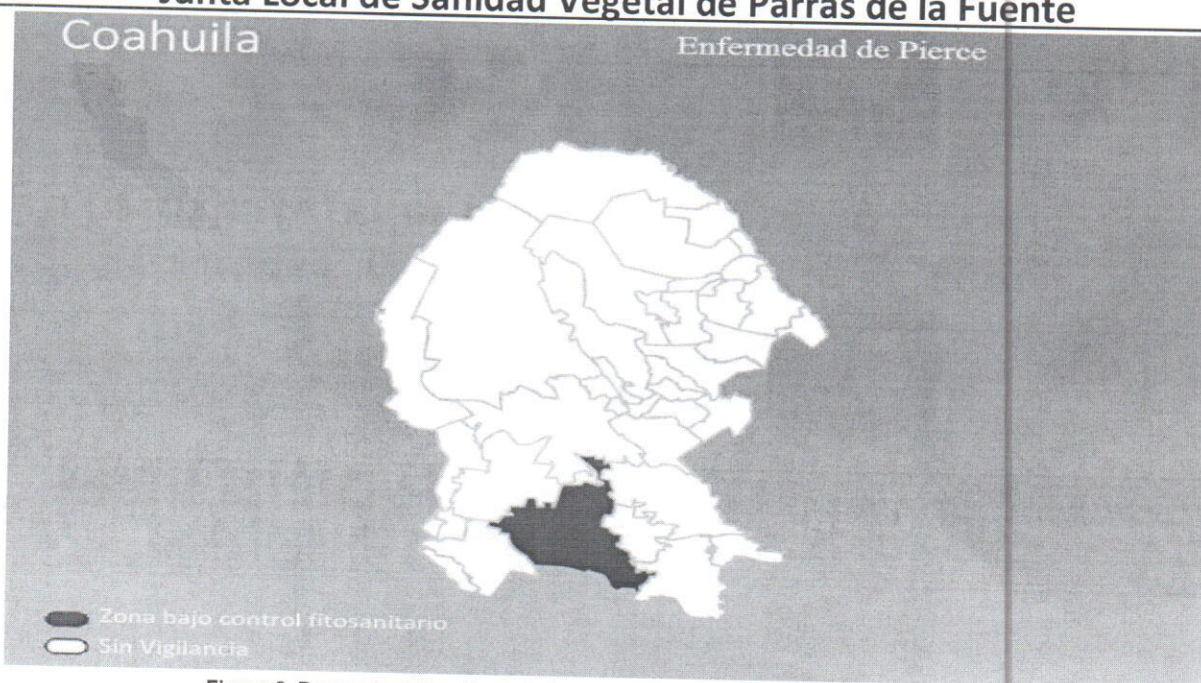 Junta Local de Sanidad Vegetal de Parras de la Fuente
Coahuila
Enfermedad de Pierce
Zona bajo control fitosanitario
Sin Vigilancia